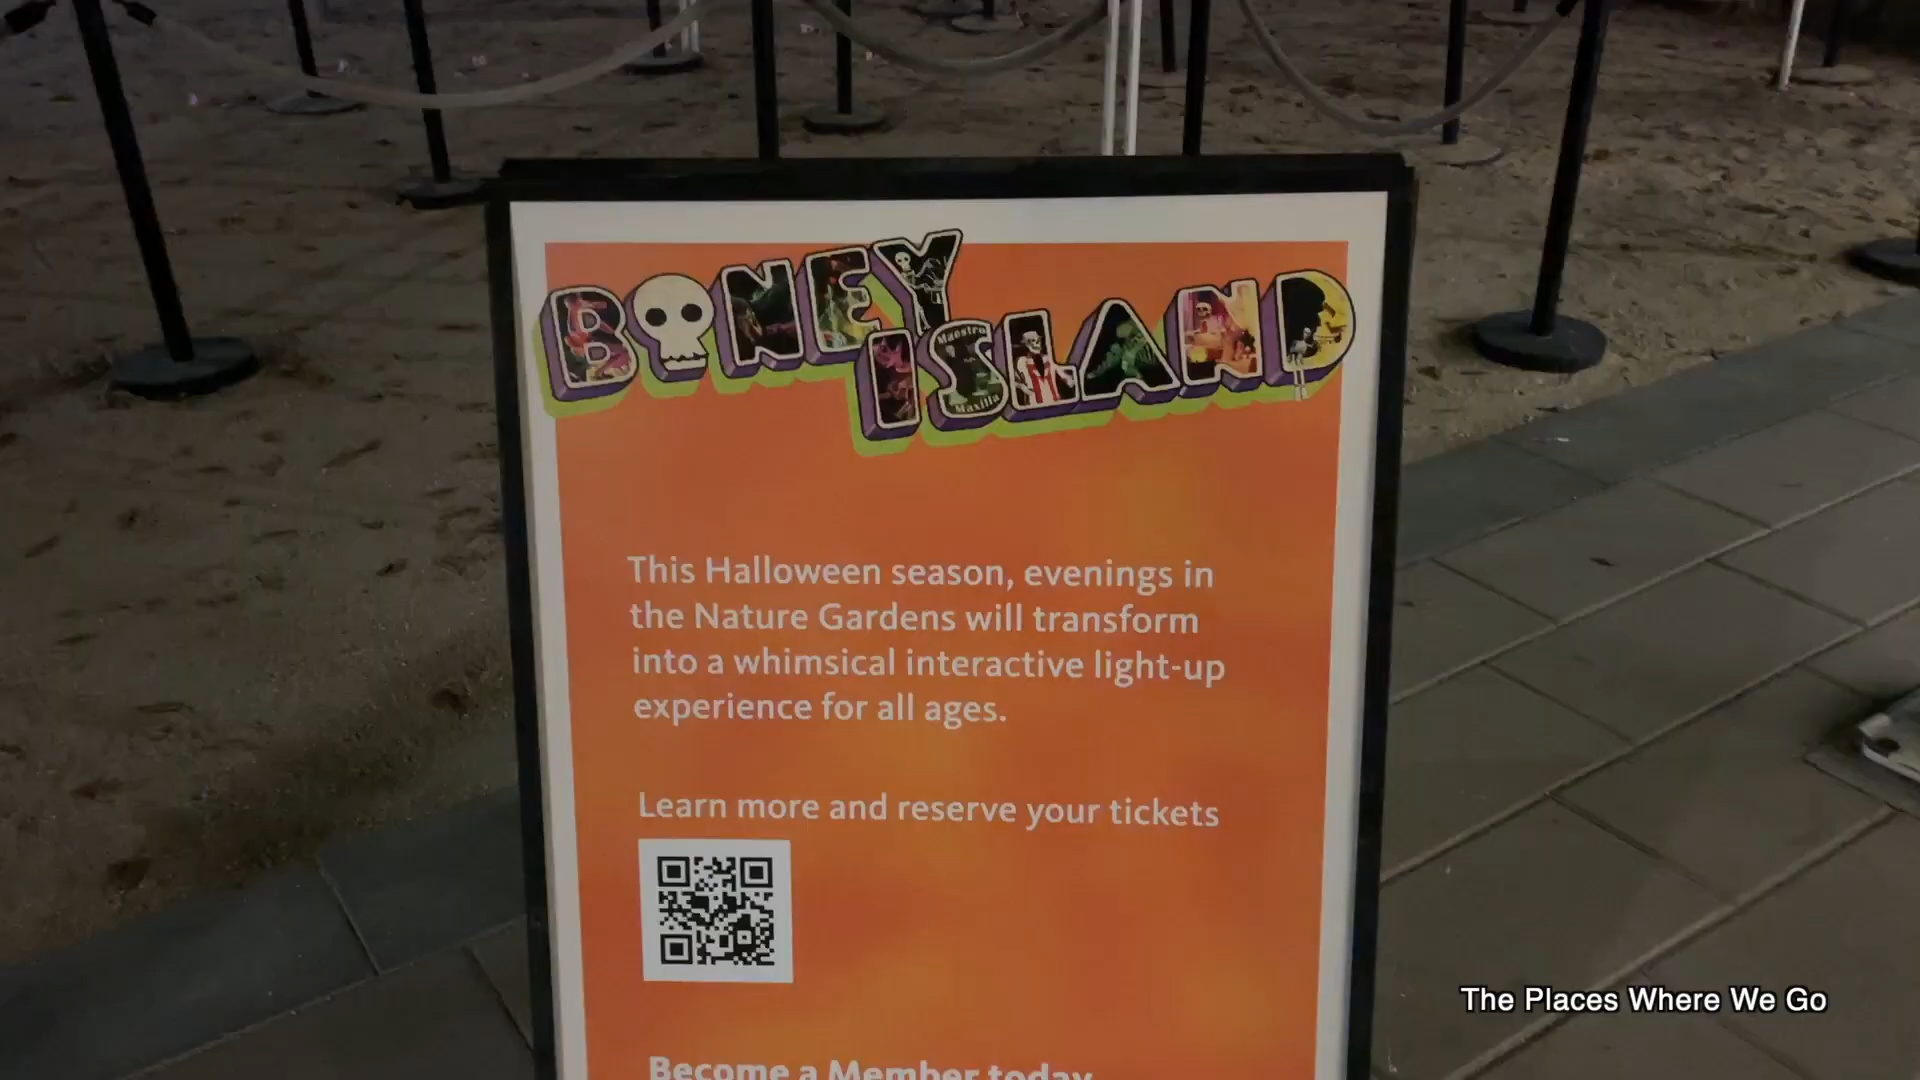 BONEY
ISLAND
Maestro
Maxilla
This Halloween season, evenings in
the Nature Gardens will transform
into a whimsical interactive light-up
experience for all ages.
Learn more and reserve your tickets
Become a Member today
The Places Where We Go